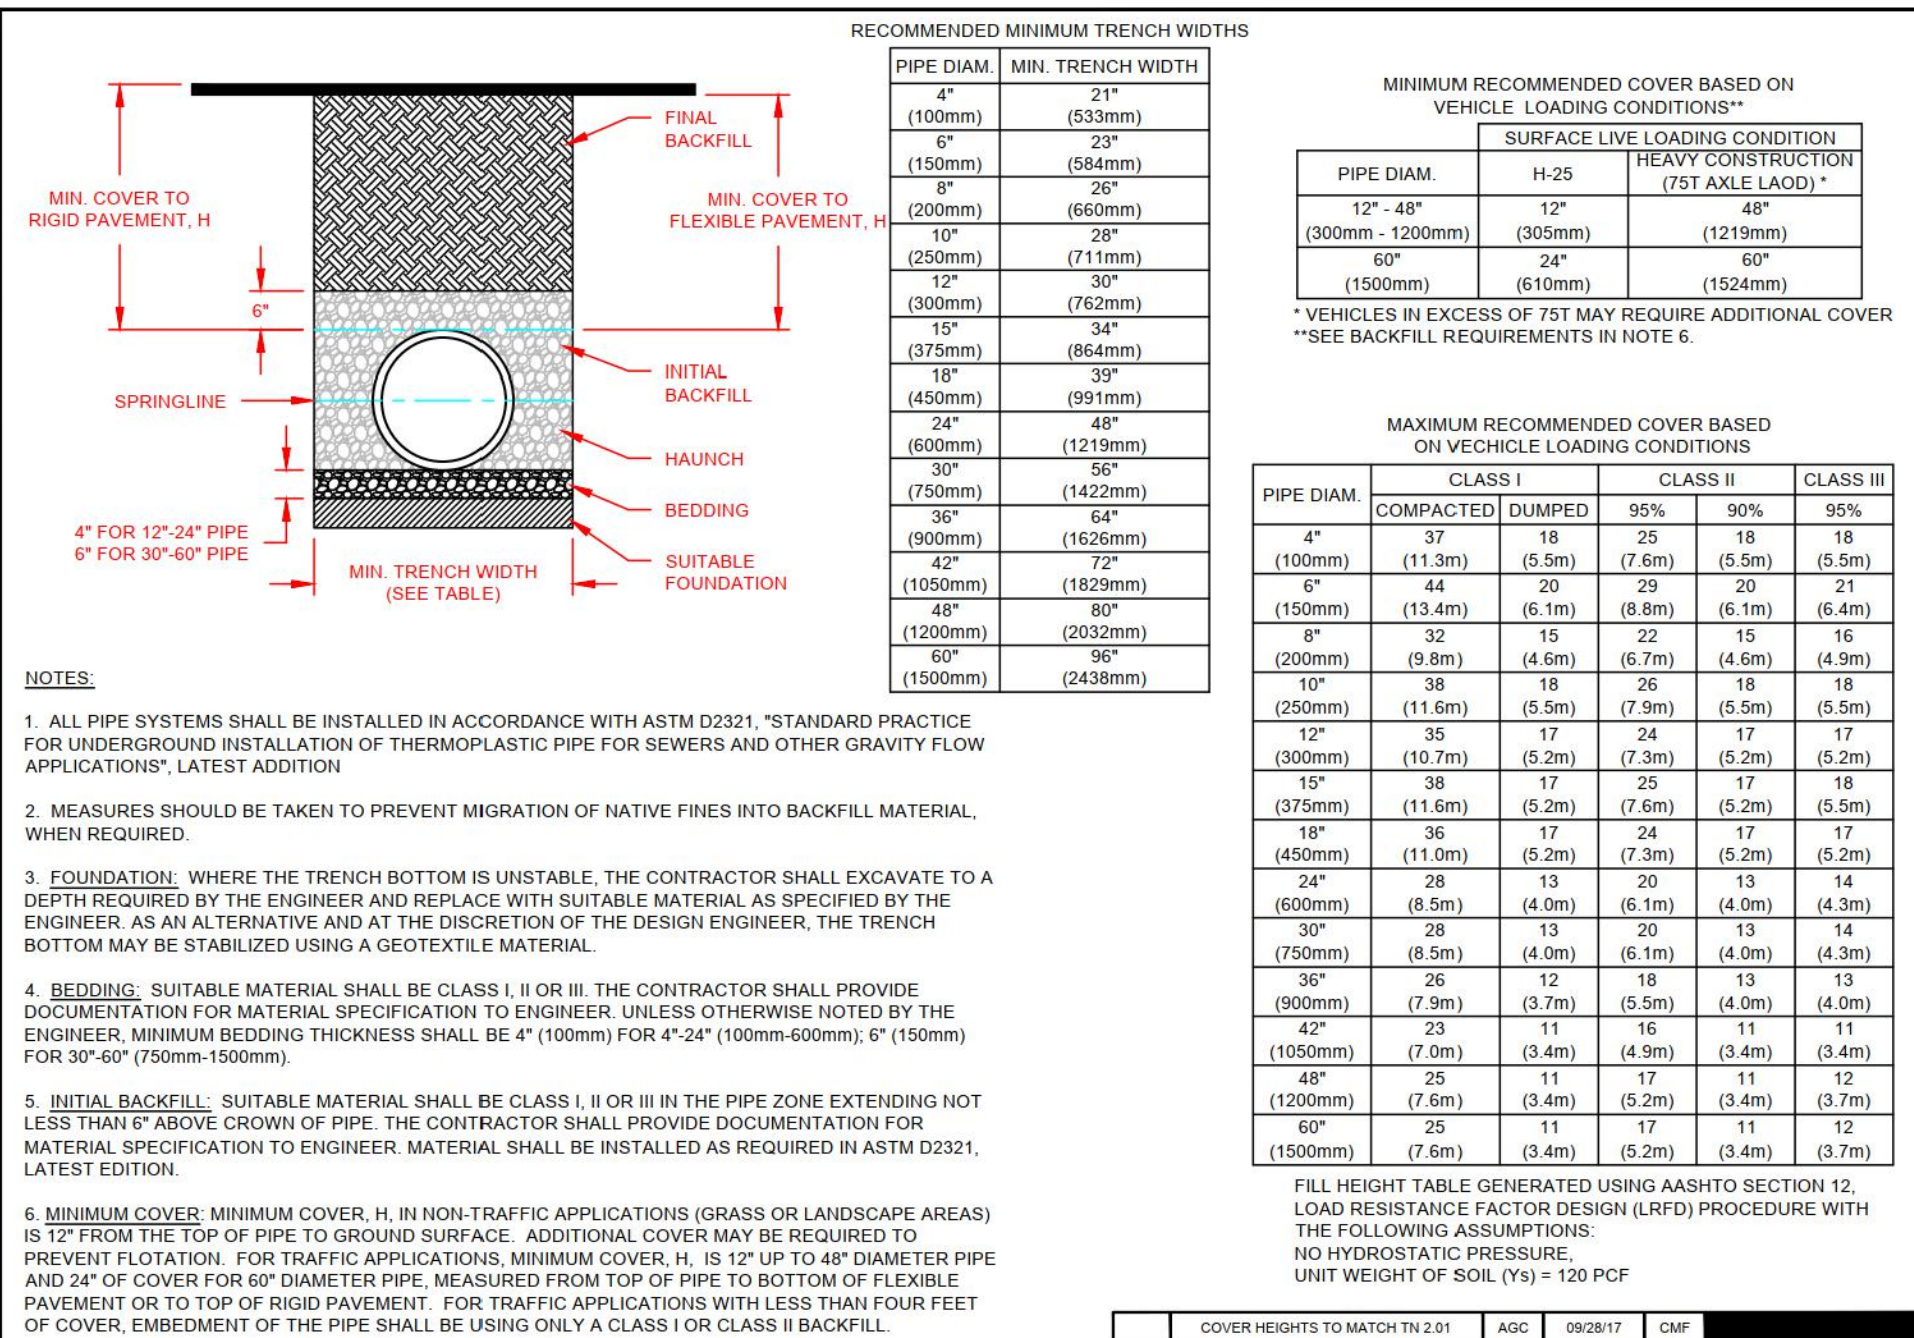 MIN. COVER TO
RIGID PAVEMENT, H
6"
SPRINGLINE
4" FOR 12"-24" PIPE
6" FOR 30"-60" PIPE
MIN. TRENCH WIDTH
(SEE TABLE)
FINAL
BACKFILL
MIN. COVER TO
FLEXIBLE PAVEMENT, H
INITIAL
BACKFILL
HAUNCH
BEDDING
SUITABLE
FOUNDATION
RECOMMENDED MINIMUM TRENCH WIDTHS
PIPE DIAM. MIN. TRENCH WIDTH
4" 21"
(100mm) (533mm)
6" 23"
(150mm) (584mm)
8" 26"
(200mm) (660mm)
10" 28"
(250mm) (711mm)
12" 30"
(300mm) (762mm)
15" 34"
(375mm) (864mm)
18" 39"
(450mm) (991mm)
24" 48"
(600mm) (1219mm)
30" 56"
(750mm) (1422mm)
36" 64"
(900mm) (1626mm)
42" 72"
(1050mm) (1829mm)
48" 80"
(1200mm) (2032mm)
60" 96"
(1500mm) (2438mm)
MINIMUM RECOMMENDED COVER BASED ON
VEHICLE LOADING CONDITIONS**
SURFACE LIVE LOADING CONDITION
PIPE DIAM. H-25 HEAVY CONSTRUCTION
(75T AXLE LAOD) *
12" - 48" 12" 48"
(300mm - 1200mm) (305mm) (1219mm)
60" 24" 60"
(1500mm) (610mm) (1524mm)
* VEHICLES IN EXCESS OF 75T MAY REQUIRE ADDITIONAL COVER
**SEE BACKFILL REQUIREMENTS IN NOTE 6.
MAXIMUM RECOMMENDED COVER BASED
ON VECHICLE LOADING CONDITIONS
PIPE DIAM. CLASS I CLASS II CLASS III
COMPACTED DUMPED 95% 90% 95%
4" 37 18 25 18 18
(100mm) (11.3m) (5.5m) (7.6m) (5.5m) (5.5m)
6" 44 20 29 20 21
(150mm) (13.4m) (6.1m) (8.8m) (6.1m) (6.4m)
8" 32 15 22 15 16
(200mm) (9.8m) (4.6m) (6.7m) (4.6m) (4.9m)
10" 38 18 26 18 18
(250mm) (11.6m) (5.5m) (7.9m) (5.5m) (5.5m)
12" 35 17 24 17 17
(300mm) (10.7m) (5.2m) (7.3m) (5.2m) (5.2m)
15" 38 17 25 17 18
(375mm) (11.6m) (5.2m) (7.6m) (5.2m) (5.5m)
18" 36 17 24 17 17
(450mm) (11.0m) (5.2m) (7.3m) (5.2m) (5.2m)
24" 28 13 20 13 14
(600mm) (8.5m) (4.0m) (6.1m) (4.0m) (4.3m)
30" 28 13 20 13 14
(750mm) (8.5m) (4.0m) (6.1m) (4.0m) (4.3m)
36" 26 12 18 13 13
(900mm) (7.9m) (3.7m) (5.5m) (4.0m) (4.0m)
42" 23 11 16 11 11
(1050mm) (7.0m) (3.4m) (4.9m) (3.4m) (3.4m)
48" 25 11 17 11 12
(1200mm) (7.6m) (3.4m) (5.2m) (3.4m) (3.7m)
60" 25 11 17 11 12
(1500mm) (7.6m) (3.4m) (5.2m) (3.4m) (3.7m)
FILL HEIGHT TABLE GENERATED USING AASHTO SECTION 12,
LOAD RESISTANCE FACTOR DESIGN (LRFD) PROCEDURE WITH
THE FOLLOWING ASSUMPTIONS:
NO HYDROSTATIC PRESSURE,
UNIT WEIGHT OF SOIL (Ys) = 120 PCF
NOTES:
1. ALL PIPE SYSTEMS SHALL BE INSTALLED IN ACCORDANCE WITH ASTM D2321, "STANDARD PRACTICE
FOR UNDERGROUND INSTALLATION OF THERMOPLASTIC PIPE FOR SEWERS AND OTHER GRAVITY FLOW
APPLICATIONS", LATEST ADDITION
2. MEASURES SHOULD BE TAKEN TO PREVENT MIGRATION OF NATIVE FINES INTO BACKFILL MATERIAL,
WHEN REQUIRED.
3. FOUNDATION: WHERE THE TRENCH BOTTOM IS UNSTABLE, THE CONTRACTOR SHALL EXCAVATE TO A
DEPTH REQUIRED BY THE ENGINEER AND REPLACE WITH SUITABLE MATERIAL AS SPECIFIED BY THE
ENGINEER. AS AN ALTERNATIVE AND AT THE DISCRETION OF THE DESIGN ENGINEER, THE TRENCH
BOTTOM MAY BE STABILIZED USING A GEOTEXTILE MATERIAL.
4. BEDDING: SUITABLE MATERIAL SHALL BE CLASS I, II OR III. THE CONTRACTOR SHALL PROVIDE
DOCUMENTATION FOR MATERIAL SPECIFICATION TO ENGINEER. UNLESS OTHERWISE NOTED BY THE
ENGINEER, MINIMUM BEDDING THICKNESS SHALL BE 4" (100mm) FOR 4"-24" (100mm-600mm); 6" (150mm)
FOR 30"-60" (750mm-1500mm).
5. INITIAL BACKFILL: SUITABLE MATERIAL SHALL BE CLASS I, II OR III IN THE PIPE ZONE EXTENDING NOT
LESS THAN 6" ABOVE CROWN OF PIPE. THE CONTRACTOR SHALL PROVIDE DOCUMENTATION FOR
MATERIAL SPECIFICATION TO ENGINEER. MATERIAL SHALL BE INSTALLED AS REQUIRED IN ASTM D2321,
LATEST EDITION.
6. MINIMUM COVER: MINIMUM COVER, H, IN NON-TRAFFIC APPLICATIONS (GRASS OR LANDSCAPE AREAS)
IS 12" FROM THE TOP OF PIPE TO GROUND SURFACE. ADDITIONAL COVER MAY BE REQUIRED TO
PREVENT FLOTATION. FOR TRAFFIC APPLICATIONS, MINIMUM COVER, H, IS 12" UP TO 48" DIAMETER PIPE
AND 24" OF COVER FOR 60" DIAMETER PIPE, MEASURED FROM TOP OF PIPE TO BOTTOM OF FLEXIBLE
PAVEMENT OR TO TOP OF RIGID PAVEMENT. FOR TRAFFIC APPLICATIONS WITH LESS THAN FOUR FEET
OF COVER, EMBEDMENT OF THE PIPE SHALL BE USING ONLY A CLASS I OR CLASS II BACKFILL.
COVER HEIGHTS TO MATCH TN 2.01 AGC 09/28/17 CMF